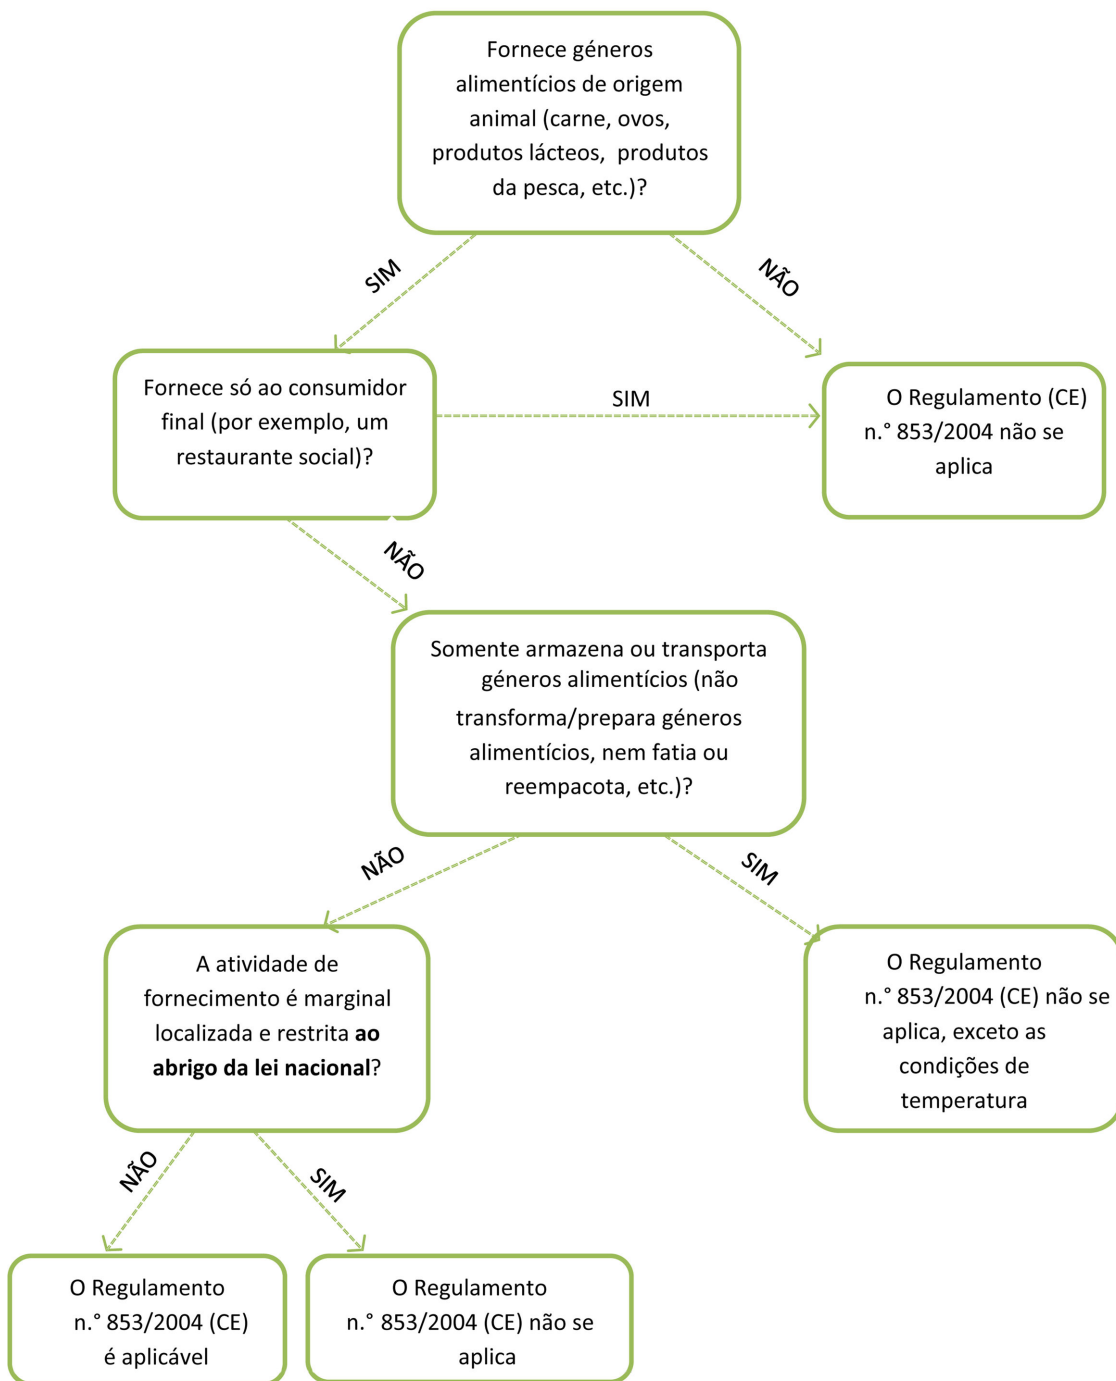 Fornece géneros
alimentícios de origem
animal (carne, ovos,
produtos lácteos, produtos
da pesca, etc.)?
SIM
NÃO
Fornece só ao consumidor
final (por exemplo, um
restaurante social)?
SIM
O Regulamento (CE)
n.° 853/2004 não se
aplica
NÃO
Somente armazena ou transporta
géneros alimentícios (não
transforma/prepara géneros
alimentícios, nem fatia ou
reempacota, etc.)?
NÃO
SIM
A atividade de
fornecimento é marginal
localizada e restrita ao
abrigo da lei nacional?
O Regulamento
n.° 853/2004 (CE) não se
aplica, exceto as
condições de
temperatura
NÃO
SIM
O Regulamento
n.° 853/2004 (CE)
é aplicável
O Regulamento
n.° 853/2004 (CE) não se
aplica